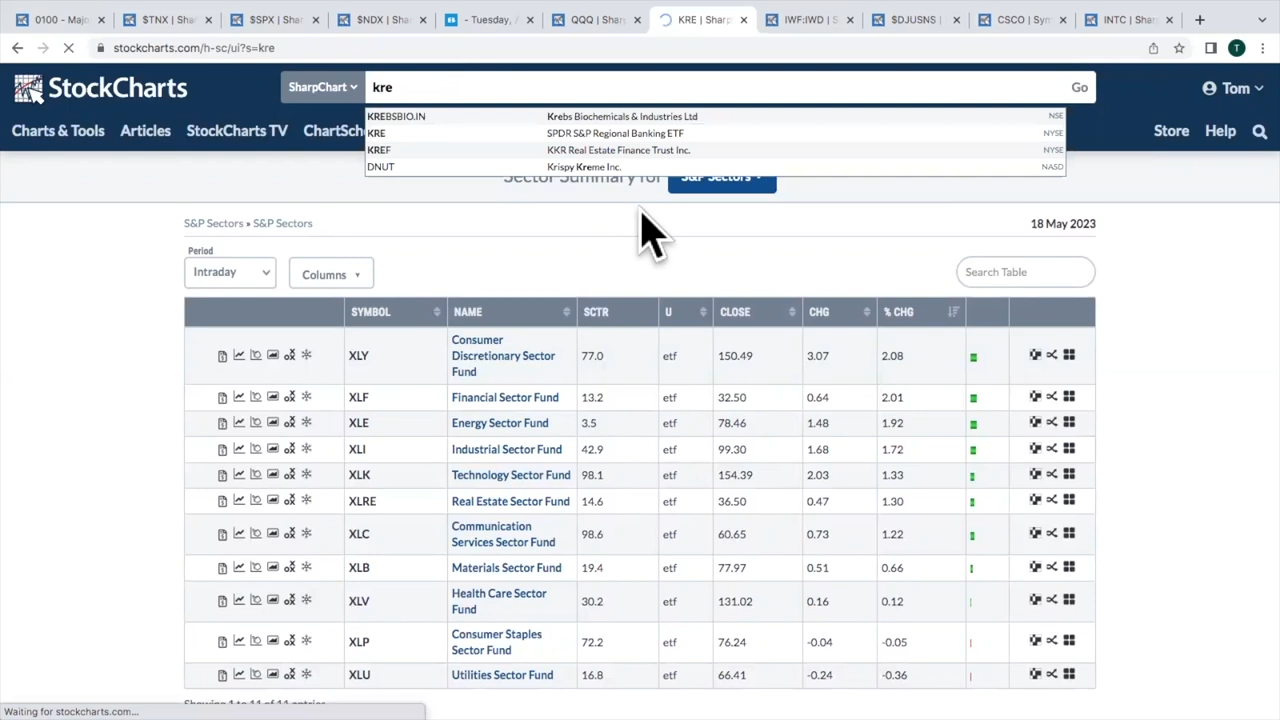 0100 - Majo
$TNX | Sha
$SPX | Shar
$NDX | Sha
- Tuesday,
QQQ | Shar
KRE | Sharp
IWF:IWD | S
$DJUSNS |
CSCO | Sym
INTC | Shar
stockcharts.com/h-sc/ui?s=kre
T
StockCharts
SharpChart
kre
Go
Tom
KREBSBIO.IN Krebs Biochemicals & Industries Ltd NSE
KRE SPDR S&P Regional Banking ETF NYSE
KREF KKR Real Estate Finance Trust Inc. NYSE
DNUT Krispy Kreme Inc. NASD
Charts & Tools Articles StockCharts TV ChartSch Store Help
Sector Summary for S&P Sectors
S&P Sectors » S&P Sectors 18 May 2023
Period
Intraday Columns Search Table
SYMBOL NAME SCTR U CLOSE CHG % CHG
XLY Consumer Discretionary Sector Fund 77.0 etf 150.49 3.07 2.08
XLF Financial Sector Fund 13.2 etf 32.50 0.64 2.01
XLE Energy Sector Fund 3.5 etf 78.46 1.48 1.92
XLI Industrial Sector Fund 42.9 etf 99.30 1.68 1.72
XLK Technology Sector Fund 98.1 etf 154.39 2.03 1.33
XLRE Real Estate Sector Fund 14.6 etf 36.50 0.47 1.30
XLC Communication Services Sector Fund 98.6 etf 60.65 0.73 1.22
XLB Materials Sector Fund 19.4 etf 77.97 0.51 0.66
XLV Health Care Sector Fund 30.2 etf 131.02 0.16 0.12
XLP Consumer Staples Sector Fund 72.2 etf 76.24 -0.04 -0.05
XLU Utilities Sector Fund 16.8 etf 66.41 -0.24 -0.36
Showing 1 to 11 of 11 entries
Waiting for stockcharts.com...